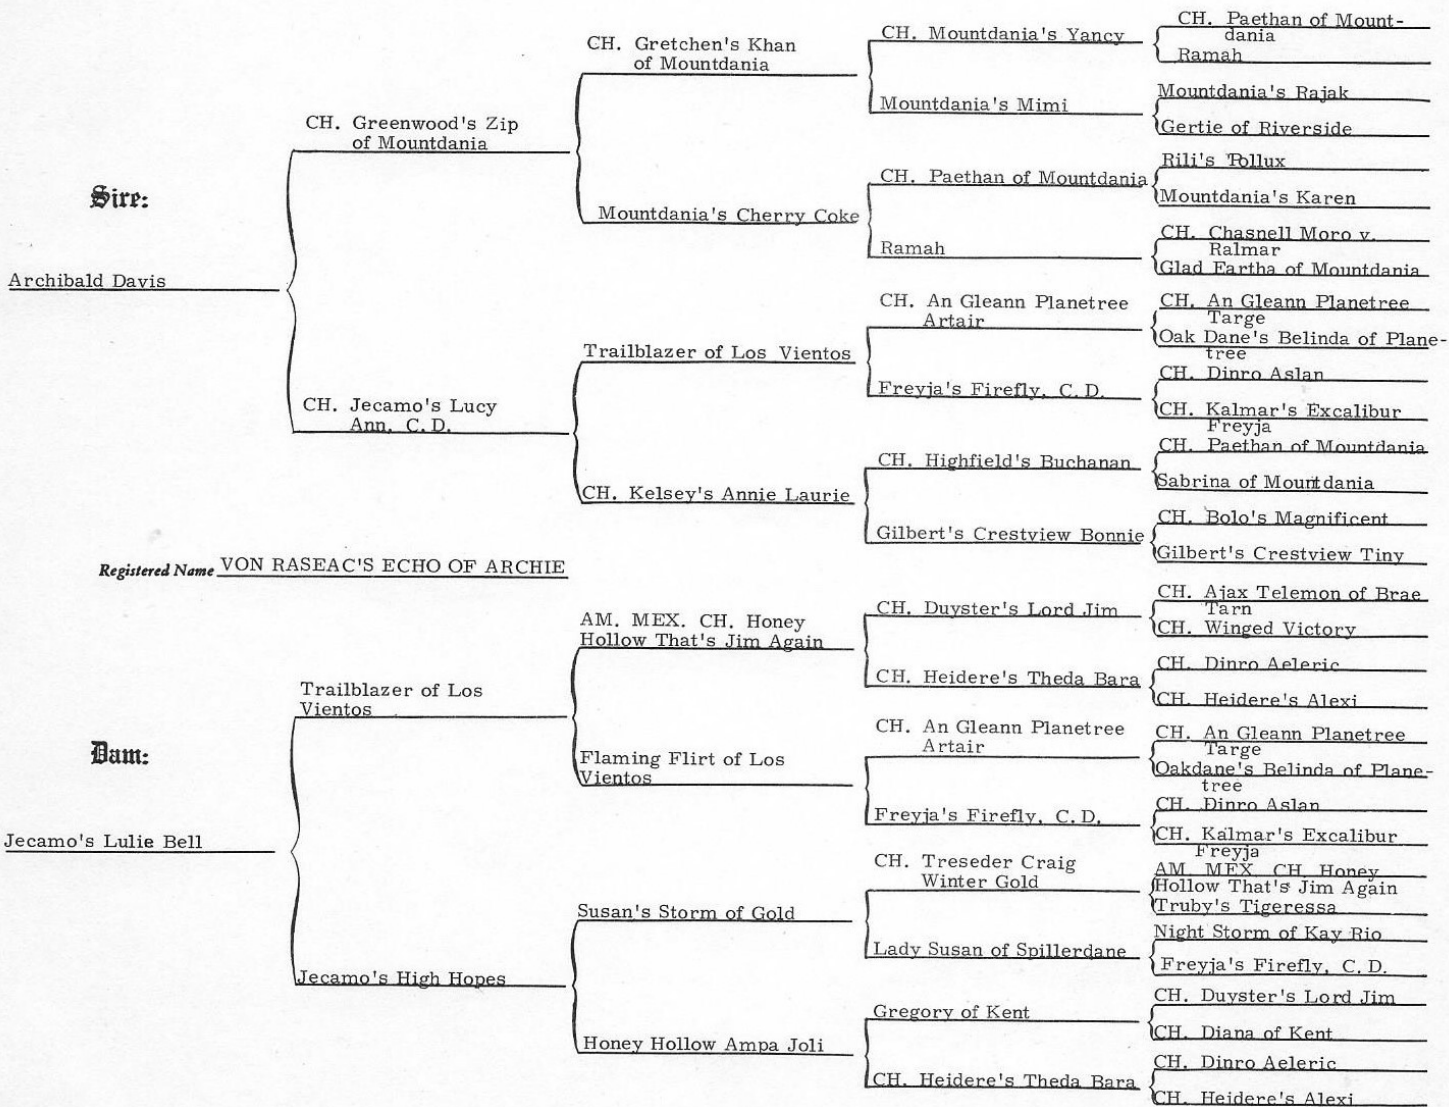 Sire:
Archibald Davis
CH. Greenwood's Zip
of Mountdania
CH. Jecamo's Lucy
Ann, C.D.
CH. Gretchen's Khan
of Mountdania
Mountdania's Cherry Coke
Trailblazer of Los Vientos
CH. Kelsey's Annie Laurie
CH. Mountdania's Yancy
Mountdania's Mimi
CH. Paethan of Mountdania
Ramah
CH. An Gleann Planetree
Artair
Freyja's Firefly, C.D.
CH. Highfield's Buchanan
Gilbert's Crestview Bonnie
CH. Paethan of Mount-
dania
Ramah
Mountdania's Rajak
Gertie of Riverside
Rili's Pollux
Mountdania's Karen
CH. Chasnell Moro v.
Ralmar
Glad Eartha of Mountdania
CH. An Gleann Planetree
Targe
Oak Dane's Belinda of Plane-
tree
CH. Dinro Aslan
CH. Kalmar's Excalibur
Freyja
CH. Paethan of Mountdania
Sabrina of Mountdania
CH. Bolo's Magnificent
Gilbert's Crestview Tiny
Registered Name VON RASEAC'S ECHO OF ARCHIE
Dam:
Jecamo's Lulie Bell
Trailblazer of Los
Vientos
Jecamo's High Hopes
AM. MEX. CH. Honey
Hollow That's Jim Again
Flaming Flirt of Los
Vientos
Susan's Storm of Gold
Honey Hollow Ampa Joli
CH. Duyster's Lord Jim
CH. Heidere's Theda Bara
CH. An Gleann Planetree
Artair
Freyja's Firefly, C.D.
CH. Treseder Craig
Winter Gold
Lady Susan of Spillerdane
Gregory of Kent
CH. Heidere's Theda Bara
CH. Ajax Telemon of Brae
Tarn
CH. Winged Victory
CH. Dinro Aeleric
CH. Heidere's Alexi
CH. An Gleann Planetree
Targe
Oakdane's Belinda of Plane-
tree
CH. Dinro Aslan
CH. Kalmar's Excalibur
Freyja
AM. MEX. CH. Honey
Hollow That's Jim Again
Truby's Tigeressa
Night Storm of Kay Rio
Freyja's Firefly, C.D.
CH. Duyster's Lord Jim
CH. Diana of Kent
CH. Dinro Aeleric
CH. Heidere's Alexi